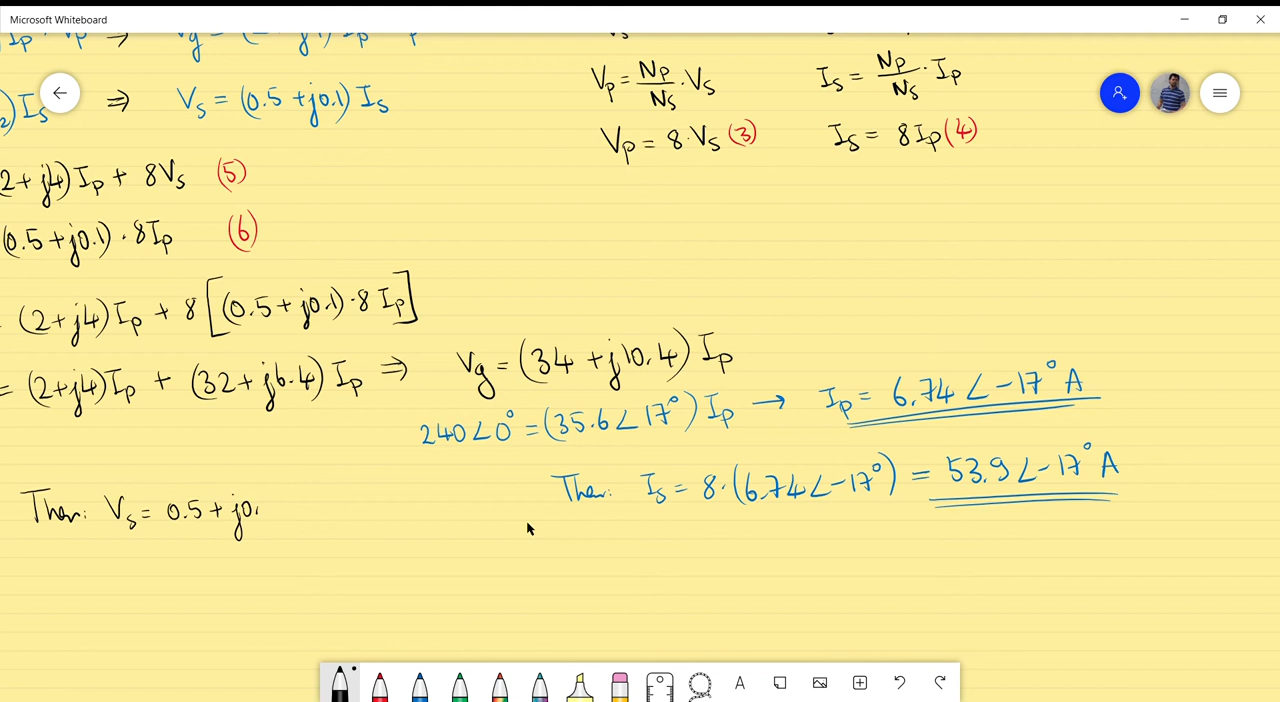 Microsoft Whiteboard
Vs = (0.5 + j0.1) Is
⇒
Vp = Np/Ns · Vs
Is = Np/Ns · Ip
Vp = 8·Vs (3)
Is = 8Ip (4)
2+j4)Ip + 8Vs (5)
(0.5+j0.1) · 8Ip (6)
(2+j4)Ip + 8[(0.5+j0.1)·8 Ip]
= (2+j4)Ip + (32+j6.4) Ip ⇒ Vg = (34 + j10.4) Ip
240∠0° = (35.6∠17°) Ip → Ip = 6.74∠-17° A
Then: Is = 8·(6.74∠-17°) = 53.9∠-17° A
Then: Vs = 0.5 + j0.
A